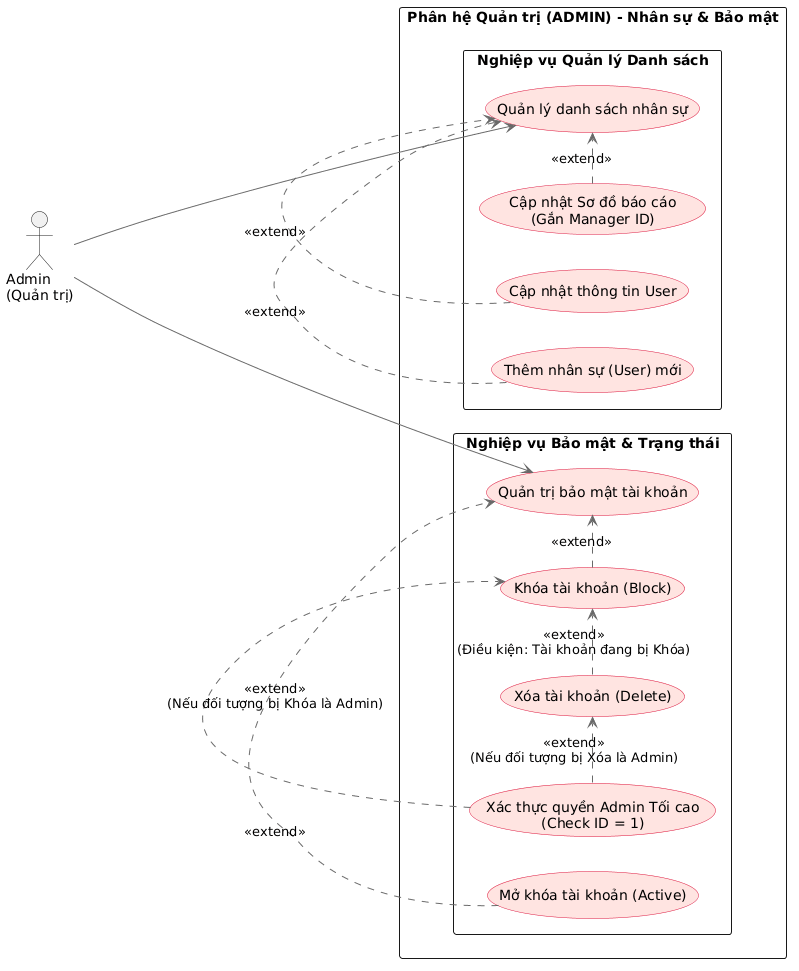 Phân hệ Quản trị (ADMIN) - Nhân sự & Bảo mật
Nghiệp vụ Quản lý Danh sách
Quản lý danh sách nhân sự
«extend»
Cập nhật Sơ đồ báo cáo
(Gắn Manager ID)
«extend»
Admin
(Quản trị)
Cập nhật thông tin User
«extend»
Thêm nhân sự (User) mới
Nghiệp vụ Bảo mật & Trạng thái
Quản trị bảo mật tài khoản
«extend»
Khóa tài khoản (Block)
«extend»
(Điều kiện: Tài khoản đang bị Khóa)
Xóa tài khoản (Delete)
«extend»
(Nếu đối tượng bị Khóa là Admin)
«extend»
(Nếu đối tượng bị Xóa là Admin)
Xác thực quyền Admin Tối cao
(Check ID = 1)
«extend»
Mở khóa tài khoản (Active)